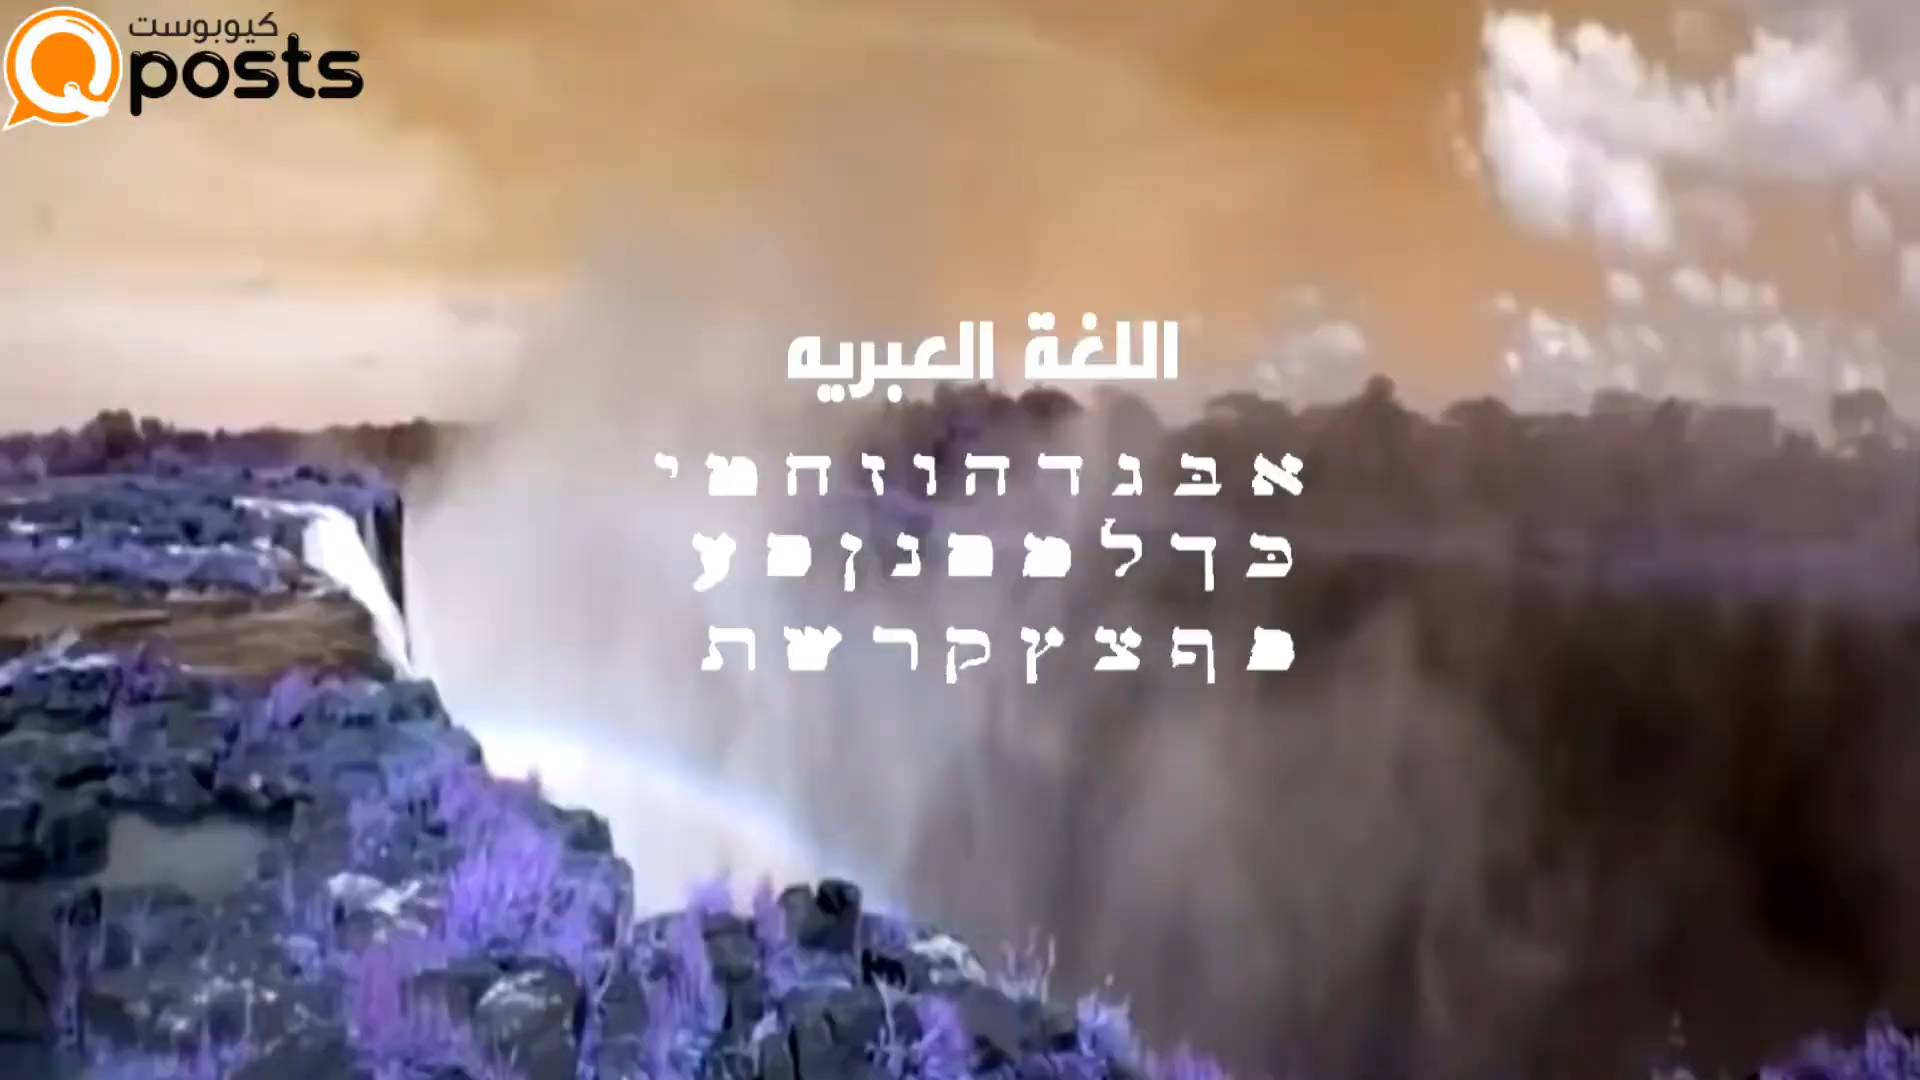 كيوبوست
Qposts
اللغة العبريه
א בּ ג ד ה ו ז ח ט י
כּ ך ל מ ם נ ן ס ע
פ ף צ ץ ק ר ש ת